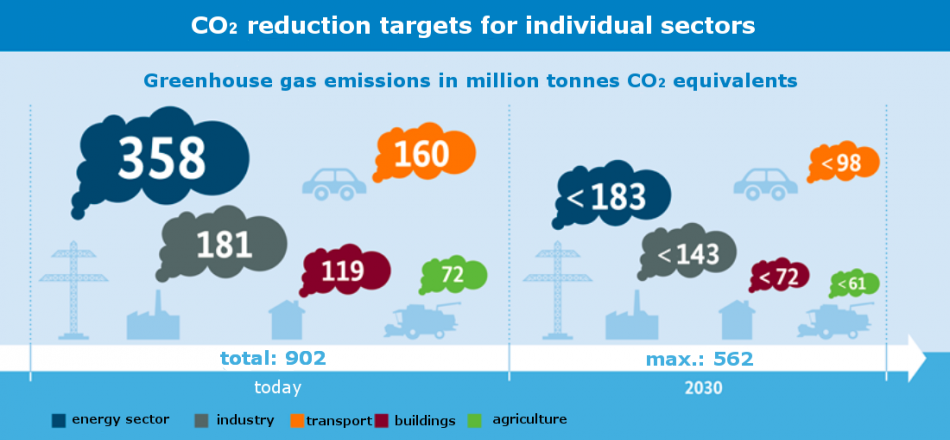 CO₂ reduction targets for individual sectors
Greenhouse gas emissions in million tonnes CO₂ equivalents
358
160
181
119
72
<183
<98
<143
<72
<61
total: 902
max.: 562
today
2030
energy sector industry transport buildings agriculture